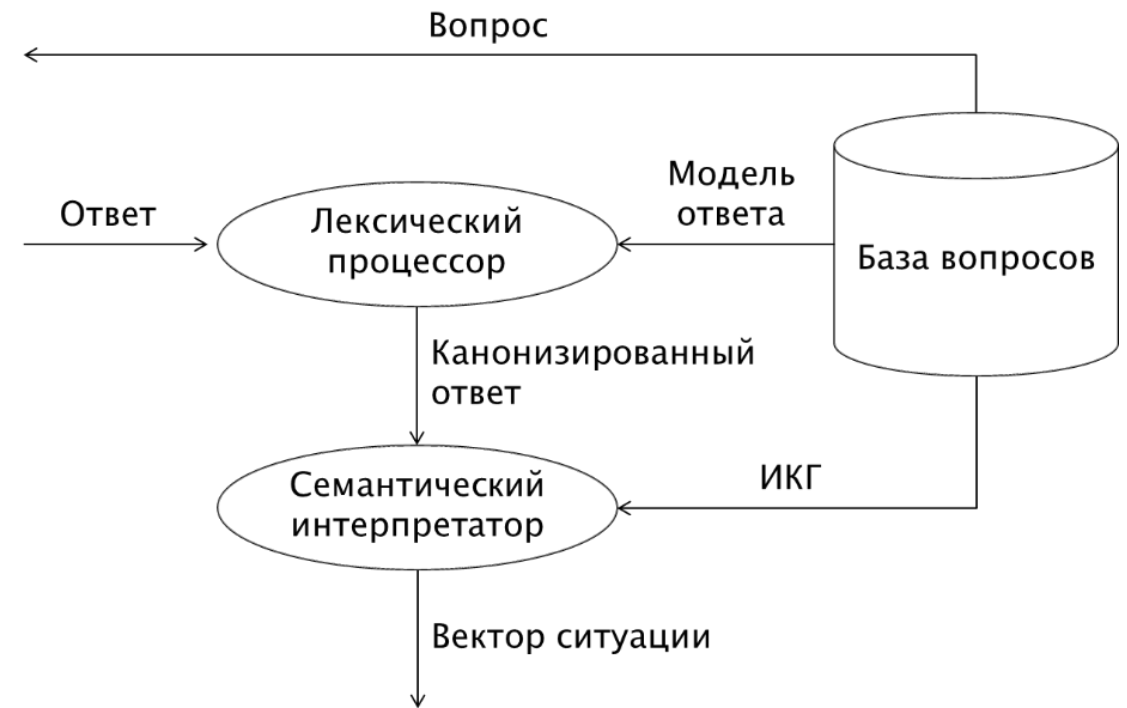 Вопрос
Модель
ответа
Ответ
Лексический
процессор
База вопросов
Канонизированный
ответ
Семантический
интерпретатор
ИКГ
Вектор ситуации